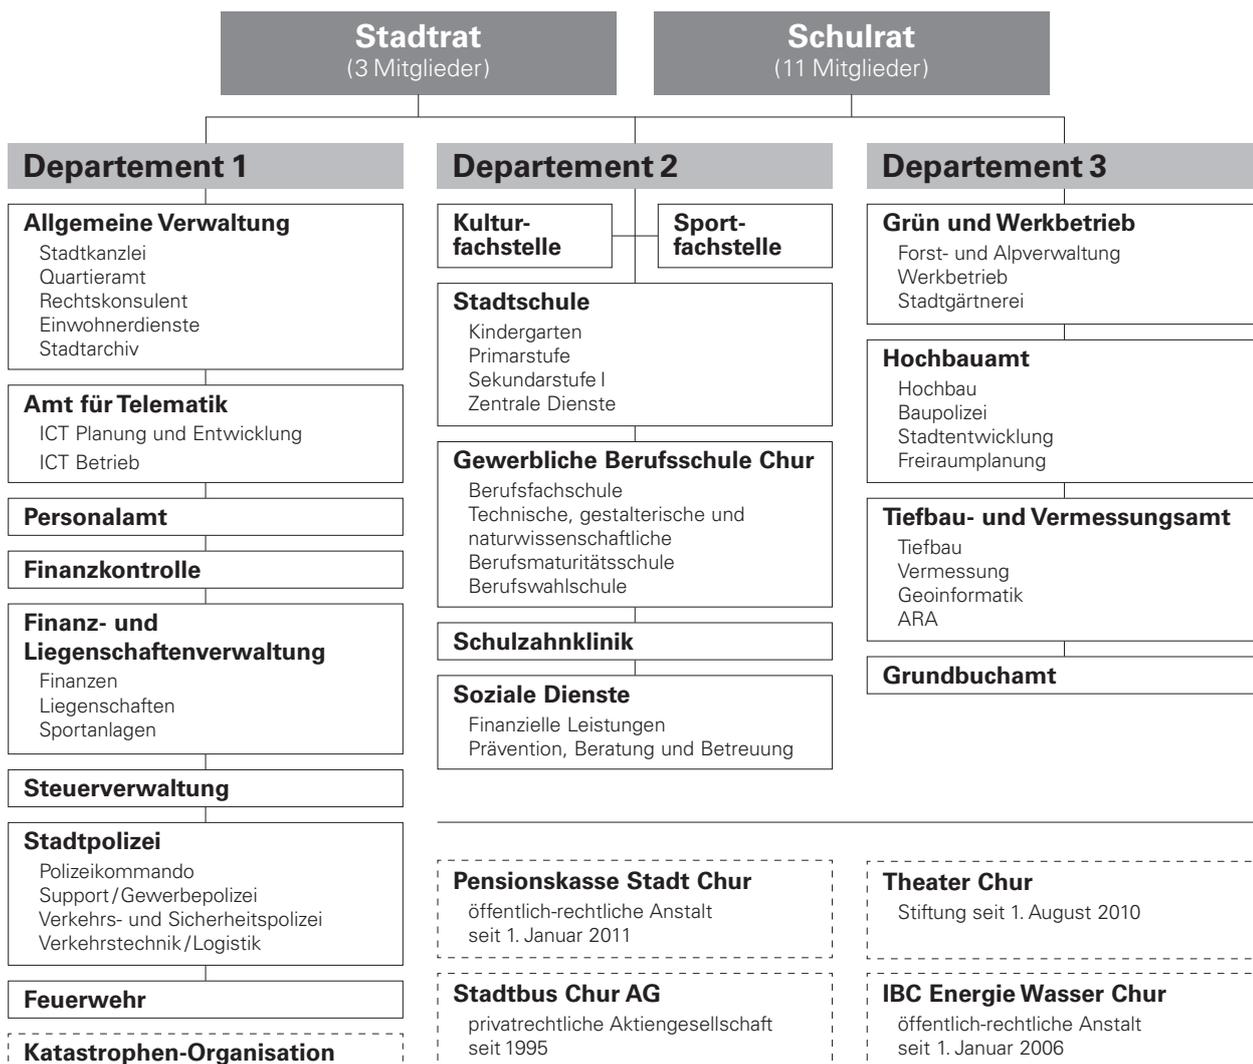 Stadtrat
(3 Mitglieder)
Schulrat
(11 Mitglieder)
Departement 1
Allgemeine Verwaltung
Stadtkanzlei
Quartieramt
Rechtskonsulent
Einwohnerdienste
Stadtarchiv
Amt für Telematik
ICT Planung und Entwicklung
ICT Betrieb
Personalamt
Finanzkontrolle
Finanz- und
Liegenschaftenverwaltung
Finanzen
Liegenschaften
Sportanlagen
Steuerverwaltung
Stadtpolizei
Polizeikommando
Support/Gewerbepolizei
Verkehrs- und Sicherheitspolizei
Verkehrstechnik/Logistik
Feuerwehr
Katastrophen-Organisation
Departement 2
Kultur-
fachstelle
Sport-
fachstelle
Stadtschule
Kindergarten
Primarstufe
Sekundarstufe I
Zentrale Dienste
Gewerbliche Berufsschule Chur
Berufsfachschule
Technische, gestalterische und
naturwissenschaftliche
Berufsmaturitätsschule
Berufswahlschule
Schulzahnklinik
Soziale Dienste
Finanzielle Leistungen
Prävention, Beratung und Betreuung
Departement 3
Grün und Werkbetrieb
Forst- und Alpverwaltung
Werkbetrieb
Stadtgärtnerei
Hochbauamt
Hochbau
Baupolizei
Stadtentwicklung
Freiraumplanung
Tiefbau- und Vermessungsamt
Tiefbau
Vermessung
Geoinformatik
ARA
Grundbuchamt
Pensionskasse Stadt Chur
öffentlich-rechtliche Anstalt
seit 1. Januar 2011
Theater Chur
Stiftung seit 1. August 2010
Stadtbus Chur AG
privatrechtliche Aktiengesellschaft
seit 1995
IBC Energie Wasser Chur
öffentlich-rechtliche Anstalt
seit 1. Januar 2006